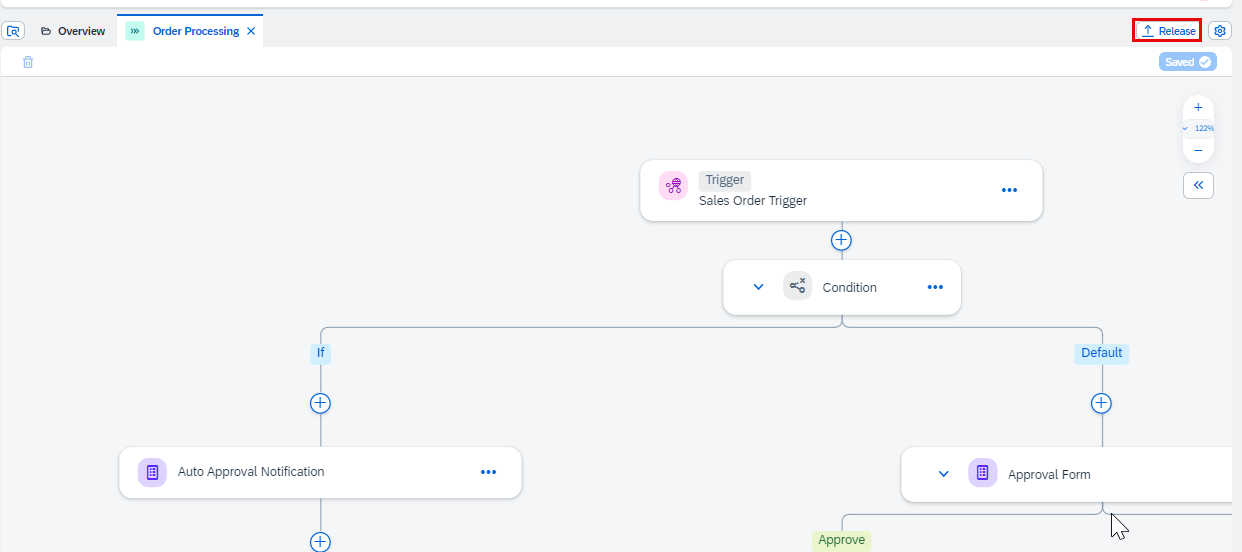 Overview
Order Processing
Release
Saved
122%
Trigger
Sales Order Trigger
Condition
If
Default
Auto Approval Notification
Approval Form
Approve